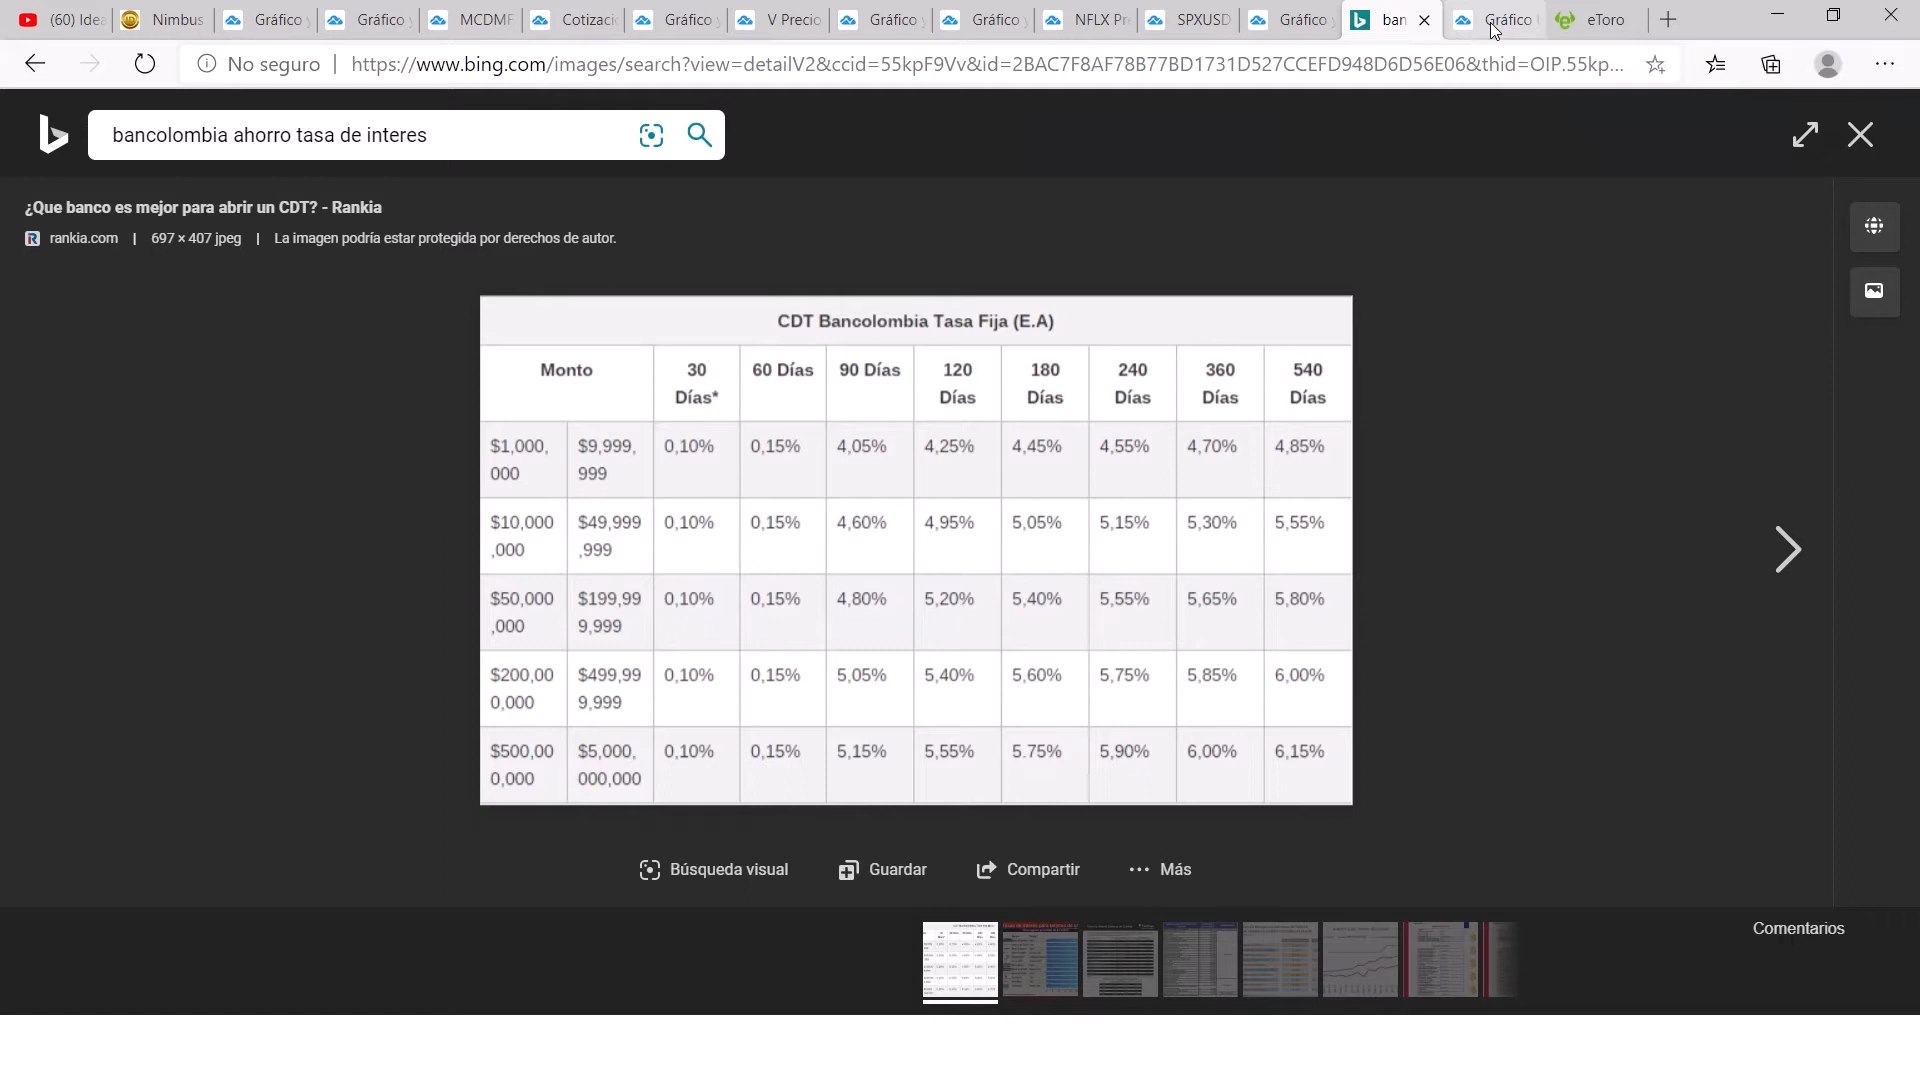 (60) Idea
Nimbus
Gráfico y
Gráfico y
MCDMF
Cotizaci
Gráfico y
V Precio
Gráfico y
Gráfico y
NFLX Pr
SPXUSD
Gráfico y
ban
Gráfico
eToro
No seguro | https://www.bing.com/images/search?view=detailV2&ccid=55kpF9Vv&id=2BAC7F8AF78B77BD1731D527CCEFD948D6D56E06&thid=OIP.55kp...
bancolombia ahorro tasa de interes
¿Que banco es mejor para abrir un CDT? - Rankia
rankia.com | 697 × 407 jpeg | La imagen podría estar protegida por derechos de autor.
CDT Bancolombia Tasa Fija (E.A)
Monto 30 Días* 60 Días 90 Días 120 Días 180 Días 240 Días 360 Días 540 Días
$1,000,000 $9,999,999 0,10% 0,15% 4,05% 4,25% 4,45% 4,55% 4,70% 4,85%
$10,000,000 $49,999,999 0,10% 0,15% 4,60% 4,95% 5,05% 5,15% 5,30% 5,55%
$50,000,000 $199,999,999 0,10% 0,15% 4,80% 5,20% 5,40% 5,55% 5,65% 5,80%
$200,000,000 $499,999,999 0,10% 0,15% 5,05% 5,40% 5,60% 5,75% 5,85% 6,00%
$500,000,000 $5,000,000,000 0,10% 0,15% 5,15% 5,55% 5.75% 5,90% 6,00% 6,15%
Búsqueda visual
Guardar
Compartir
Más
Comentarios